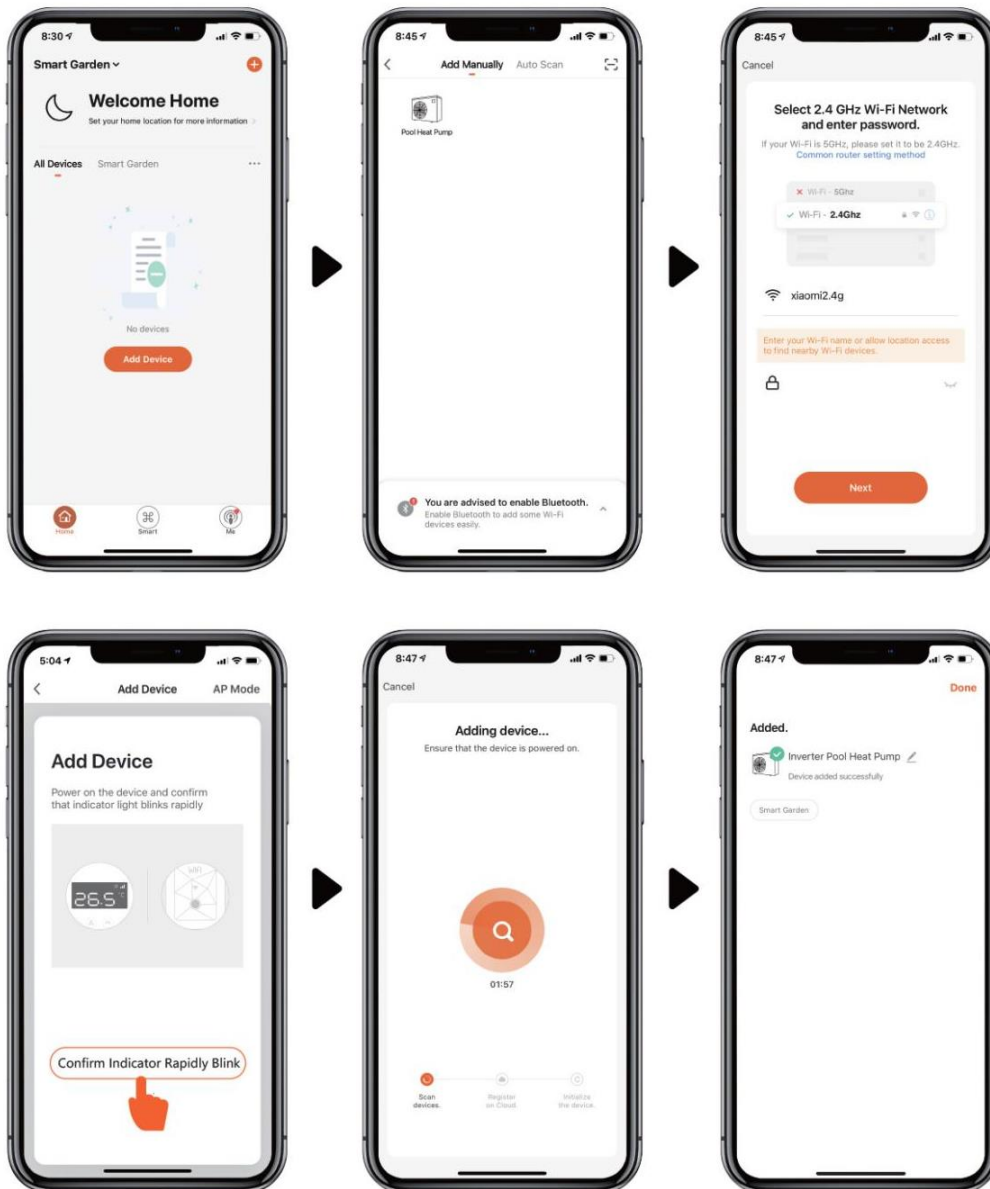 8:30
Smart Garden
Welcome Home
Set your home location for more information
All Devices Smart Garden ...
No devices
Add Device
Home Smart Me
8:45
Add Manually Auto Scan
Pool Heat Pump
You are advised to enable Bluetooth.
Enable Bluetooth to add some Wi-Fi
devices easily.
8:45
Cancel
Select 2.4 GHz Wi-Fi Network
and enter password.
If your Wi-Fi is 5GHz, please set it to be 2.4GHz.
Common router setting method
Wi-Fi - 5Ghz
Wi-Fi - 2.4Ghz
xiaomi2.4g
Enter your Wi-Fi name or allow location access
to find nearby Wi-Fi devices.
Next
5:04
Add Device AP Mode
Add Device
Power on the device and confirm
that indicator light blinks rapidly
26.5 °C
WIFI
Confirm Indicator Rapidly Blink
8:47
Cancel
Adding device...
Ensure that the device is powered on.
01:57
Scan
devices.
Register
on Cloud.
Initialize
the device.
8:47
Done
Added.
Inverter Pool Heat Pump
Device added successfully
Smart Garden